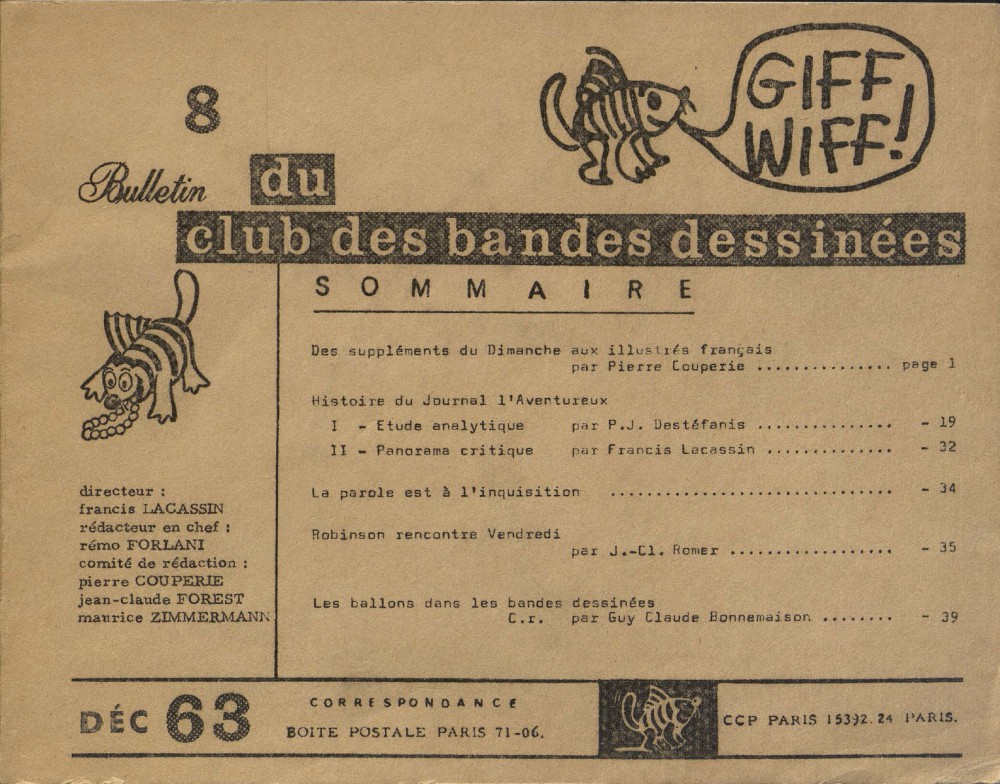 8
GIFF
WIFF!
Bulletin du
club des bandes dessinées
SOMMAIRE
Des suppléments du Dimanche aux illustrés français
par Pierre Couperie ............... page 1
Histoire du Journal l'Aventureux
I - Etude analytique par P.J. Destéfanis ............... - 19
II - Panorama critique par Francis Lacassin ............... - 32
La parole est à l'inquisition ............................... - 34
Robinson rencontre Vendredi
par J.-Cl. Romer .................. - 35
Les ballons dans les bandes dessinées
C.r. par Guy Claude Bonnemaison ........ - 39
directeur :
francis LACASSIN
rédacteur en chef :
rémo FORLANI
comité de rédaction :
pierre COUPERIE
jean-claude FOREST
maurice ZIMMERMANN
DÉC 63
CORRESPONDANCE
BOITE POSTALE PARIS 71-06.
CCP PARIS 15392.24 PARIS.